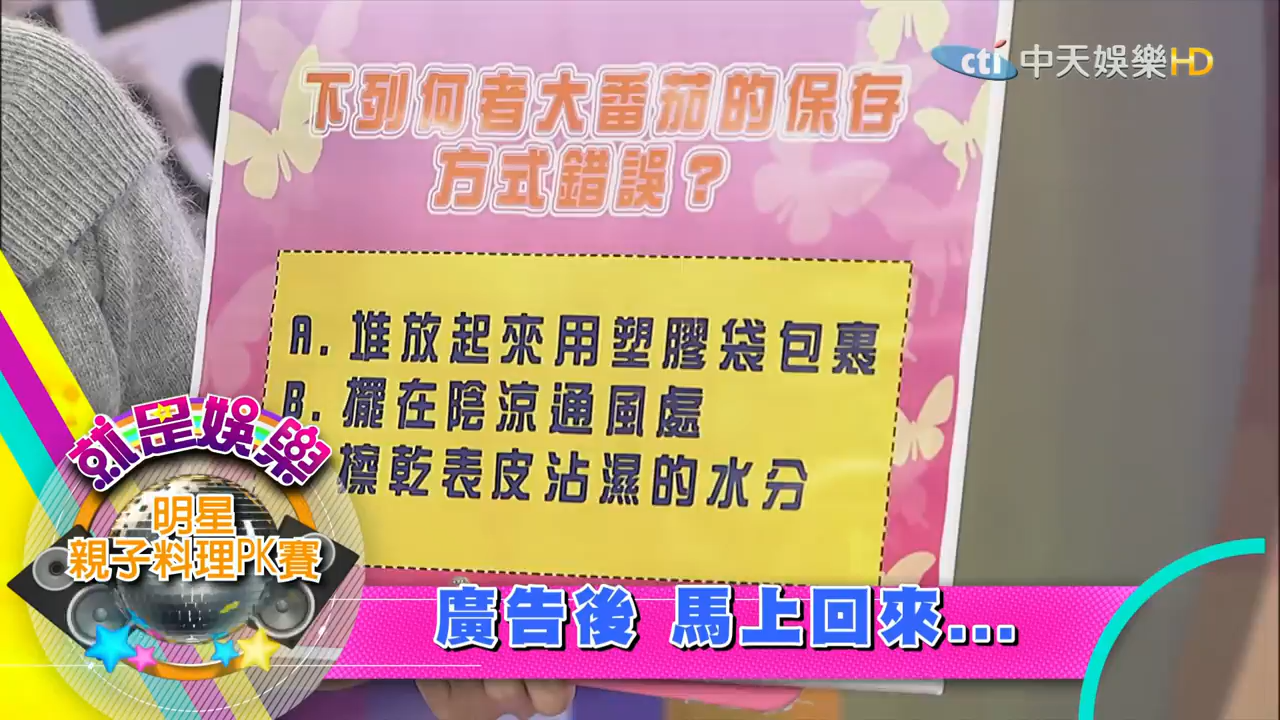 cti 中天娛樂HD
下列何者大番茄的保存
方式錯誤？
A. 堆放起來用塑膠袋包裹
B. 擺在陰涼通風處
擦乾表皮沾濕的水分
就是娛樂
明星
親子料理PK賽
廣告後 馬上回來...